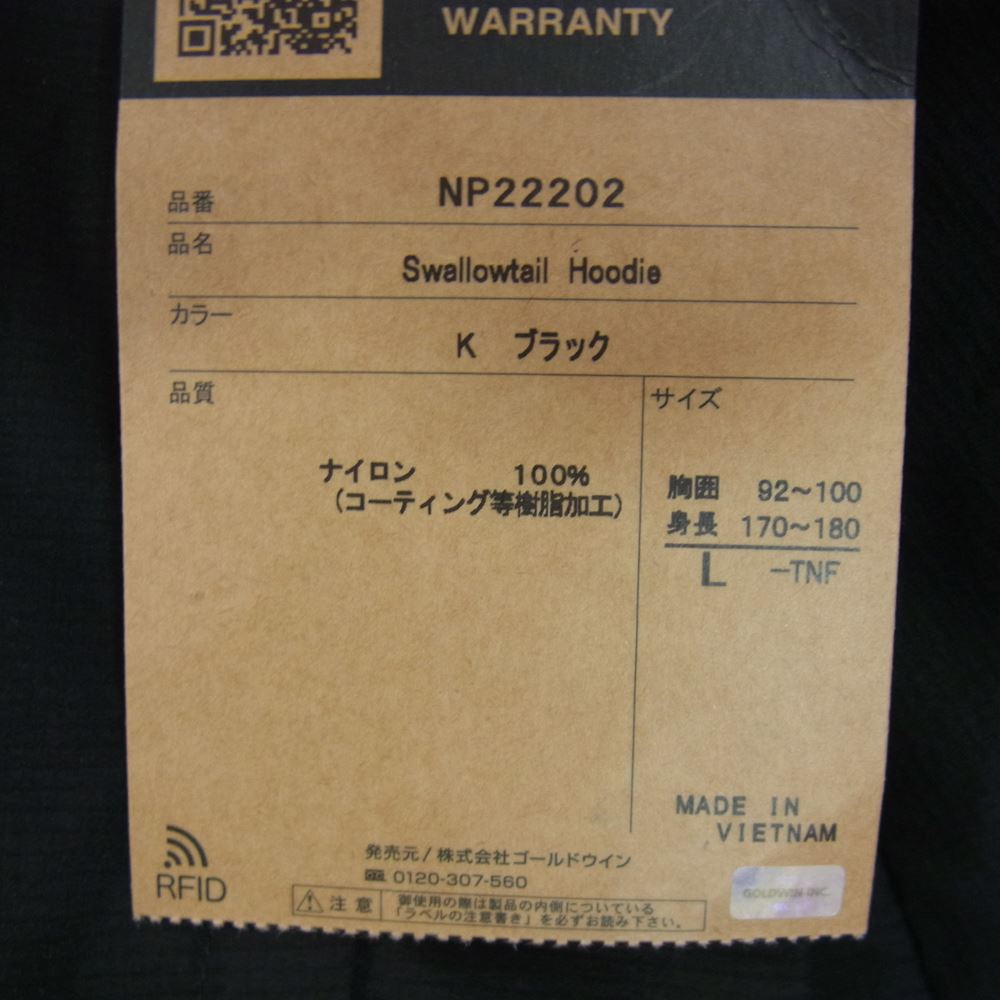 WARRANTY
品番 NP22202
品名 Swallowtail Hoodie
カラー K ブラック
品質
ナイロン 100%
(コーティング等樹脂加工)
サイズ
胸囲 92~100
身長 170~180
L -TNF
MADE IN
VIETNAM
RFID
発売元/株式会社ゴールドウイン
0120-307-560
注意
御使用の際は製品の内側についている
「ラベルの注意書き」を必ずお読み下さい。
GOLDWIN INC.